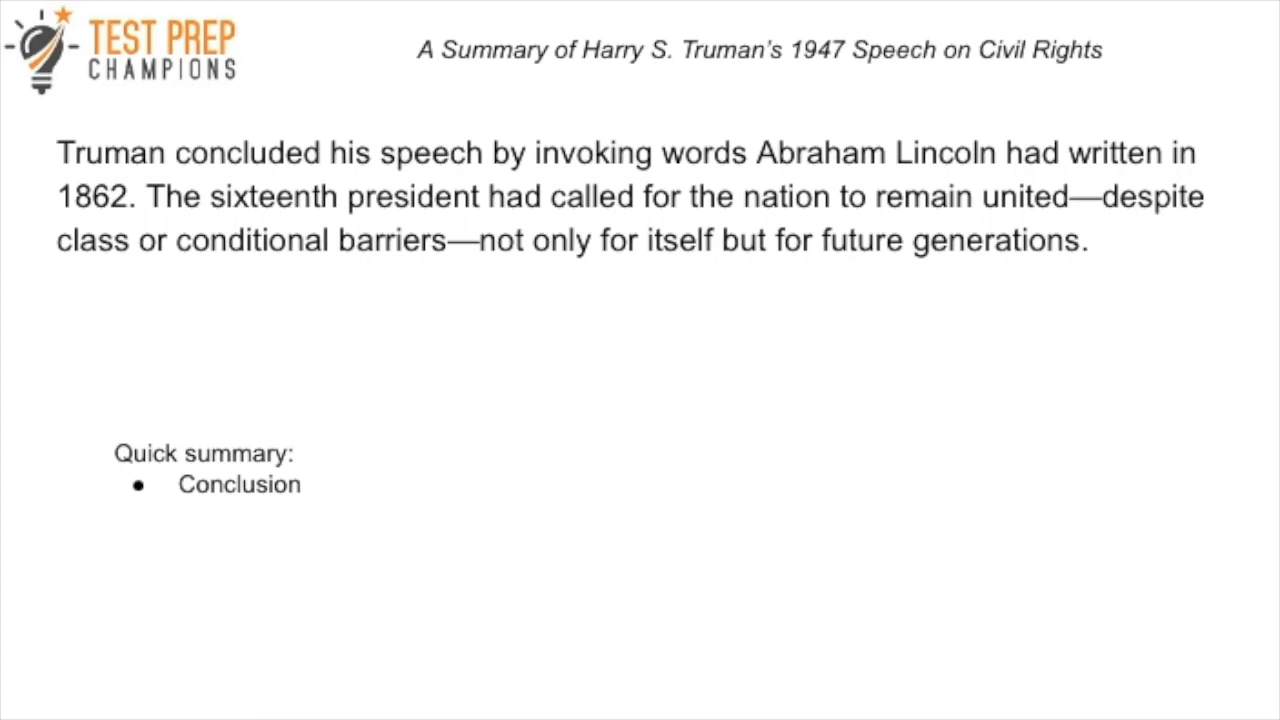 TEST PREP
CHAMPIONS
A Summary of Harry S. Truman's 1947 Speech on Civil Rights
Truman concluded his speech by invoking words Abraham Lincoln had written in
1862. The sixteenth president had called for the nation to remain united—despite
class or conditional barriers—not only for itself but for future generations.
Quick summary:
● Conclusion